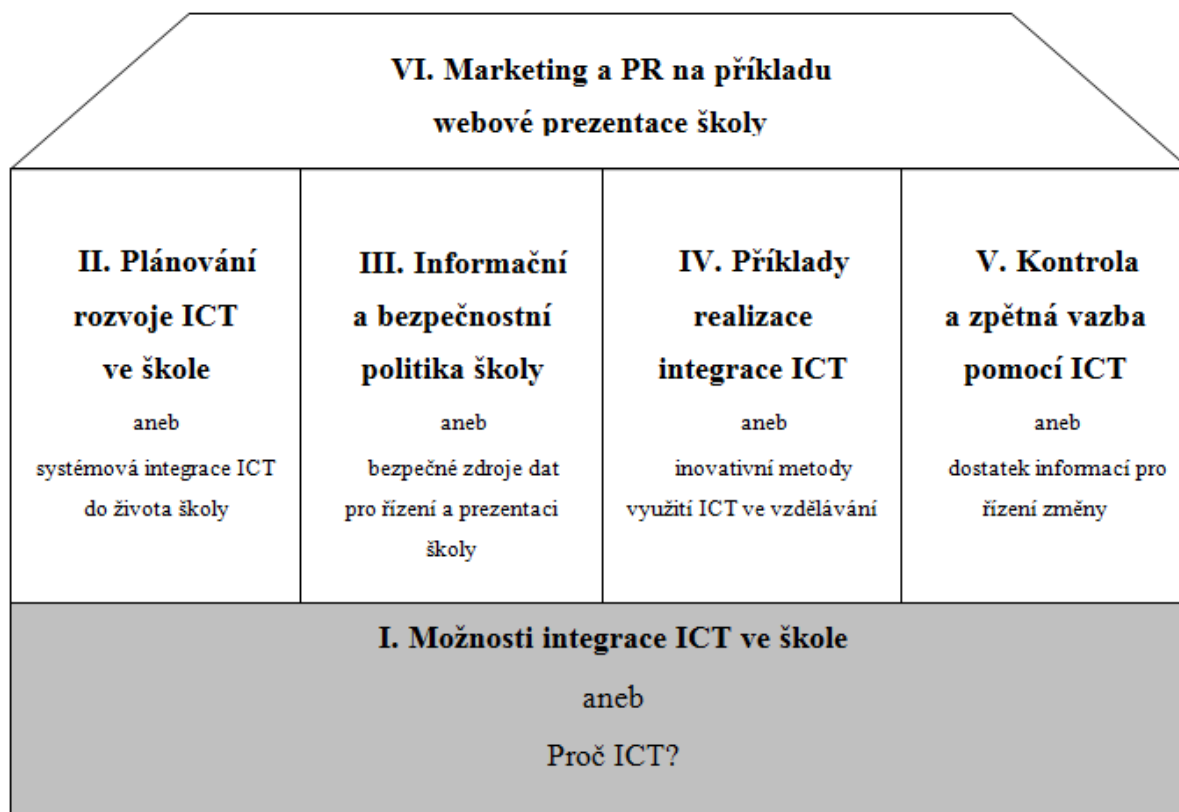 VI. Marketing a PR na příkladu
webové prezentace školy
II. Plánování
rozvoje ICT
ve škole
aneb
systémová integrace ICT
do života školy
III. Informační
a bezpečnostní
politika školy
aneb
bezpečné zdroje dat
pro řízení a prezentaci
školy
IV. Příklady
realizace
integrace ICT
aneb
inovativní metody
využití ICT ve vzdělávání
V. Kontrola
a zpětná vazba
pomocí ICT
aneb
dostatek informací pro
řízení změny
I. Možnosti integrace ICT ve škole
aneb
Proč ICT?